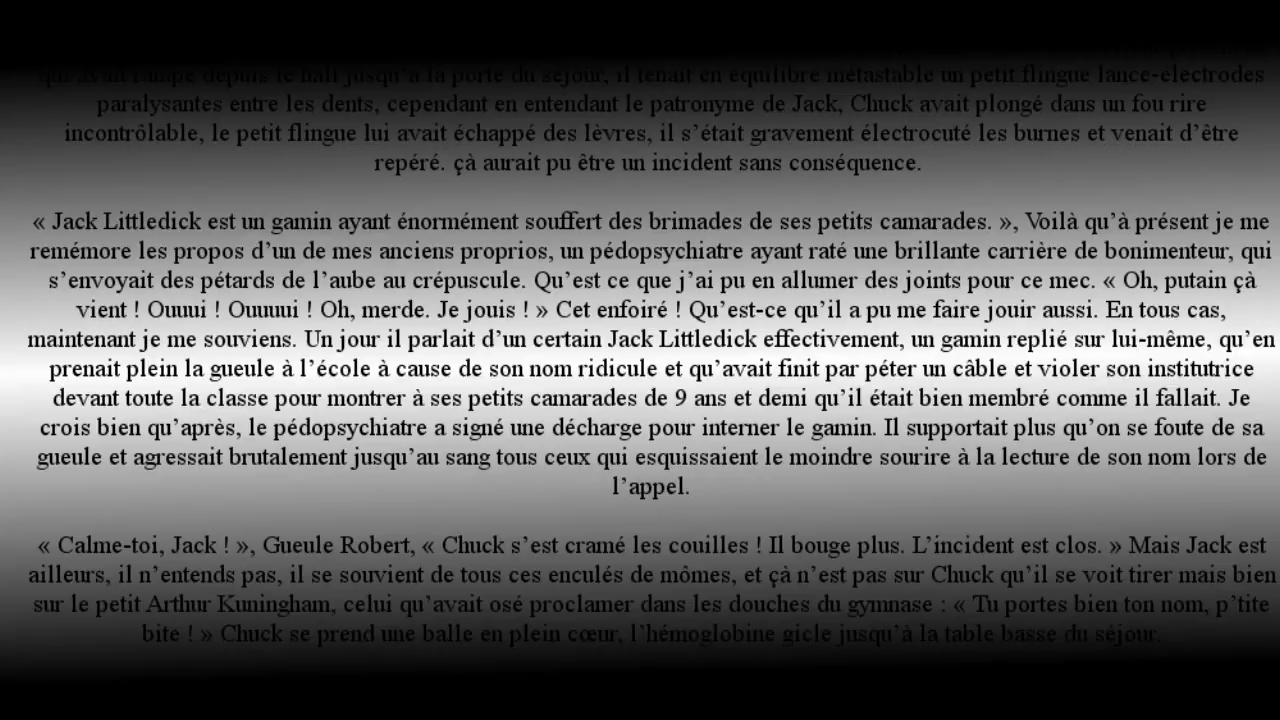 qui avait rampé depuis le hall jusqu’à la porte du séjour, il tenait en équilibre métastable un petit flingue lance-électrodes
paralysantes entre les dents, cependant en entendant le patronyme de Jack, Chuck avait plongé dans un fou rire
incontrôlable, le petit flingue lui avait échappé des lèvres, il s’était gravement électrocuté les burnes et venait d’être
repéré. çà aurait pu être un incident sans conséquence.
« Jack Littledick est un gamin ayant énormément souffert des brimades de ses petits camarades. », Voilà qu’à présent je me
remémore les propos d’un de mes anciens proprios, un pédopsychiatre ayant raté une brillante carrière de bonimenteur, qui
s’envoyait des pétards de l’aube au crépuscule. Qu’est ce que j’ai pu en allumer des joints pour ce mec. « Oh, putain çà
vient ! Ouuui ! Ouuuui ! Oh, merde. Je jouis ! » Cet enfoiré ! Qu’est-ce qu’il a pu me faire jouir aussi. En tous cas,
maintenant je me souviens. Un jour il parlait d’un certain Jack Littledick effectivement, un gamin replié sur lui-même, qu’en
prenait plein la gueule à l’école à cause de son nom ridicule et qu’avait finit par péter un câble et violer son institutrice
devant toute la classe pour montrer à ses petits camarades de 9 ans et demi qu’il était bien membré comme il fallait. Je
crois bien qu’après, le pédopsychiatre a signé une décharge pour interner le gamin. Il supportait plus qu’on se foute de sa
gueule et agressait brutalement jusqu’au sang tous ceux qui esquissaient le moindre sourire à la lecture de son nom lors de
l’appel.
« Calme-toi, Jack ! », Gueule Robert, « Chuck s’est cramé les couilles ! Il bouge plus. L’incident est clos. » Mais Jack est
ailleurs, il n’entends pas, il se souvient de tous ces enculés de mômes, et çà n’est pas sur Chuck qu’il se voit tirer mais bien
sur le petit Arthur Kuningham, celui qu’avait osé proclamer dans les douches du gymnase : « Tu portes bien ton nom, p’tite
bite ! » Chuck se prend une balle en plein cœur, l’hémoglobine gicle jusqu’à la table basse du séjour.